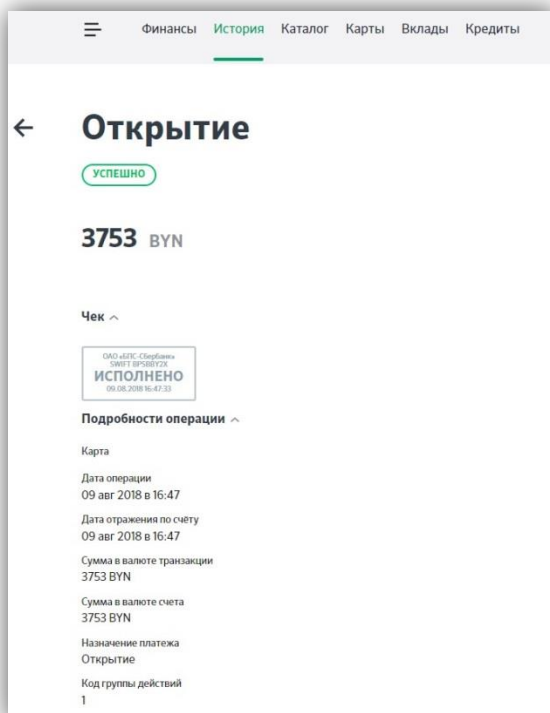 Финансы История Каталог Карты Вклады Кредиты
Открытие
УСПЕШНО
3753 BYN
Чек
ОАО «БПС-Сбербанк»
SWIFT BPSBBY2X
ИСПОЛНЕНО
09.08.2018 16:47:33
Подробности операции
Карта
Дата операции
09 авг 2018 в 16:47
Дата отражения по счёту
09 авг 2018 в 16:47
Сумма в валюте транзакции
3753 BYN
Сумма в валюте счета
3753 BYN
Назначение платежа
Открытие
Код группы действий
1